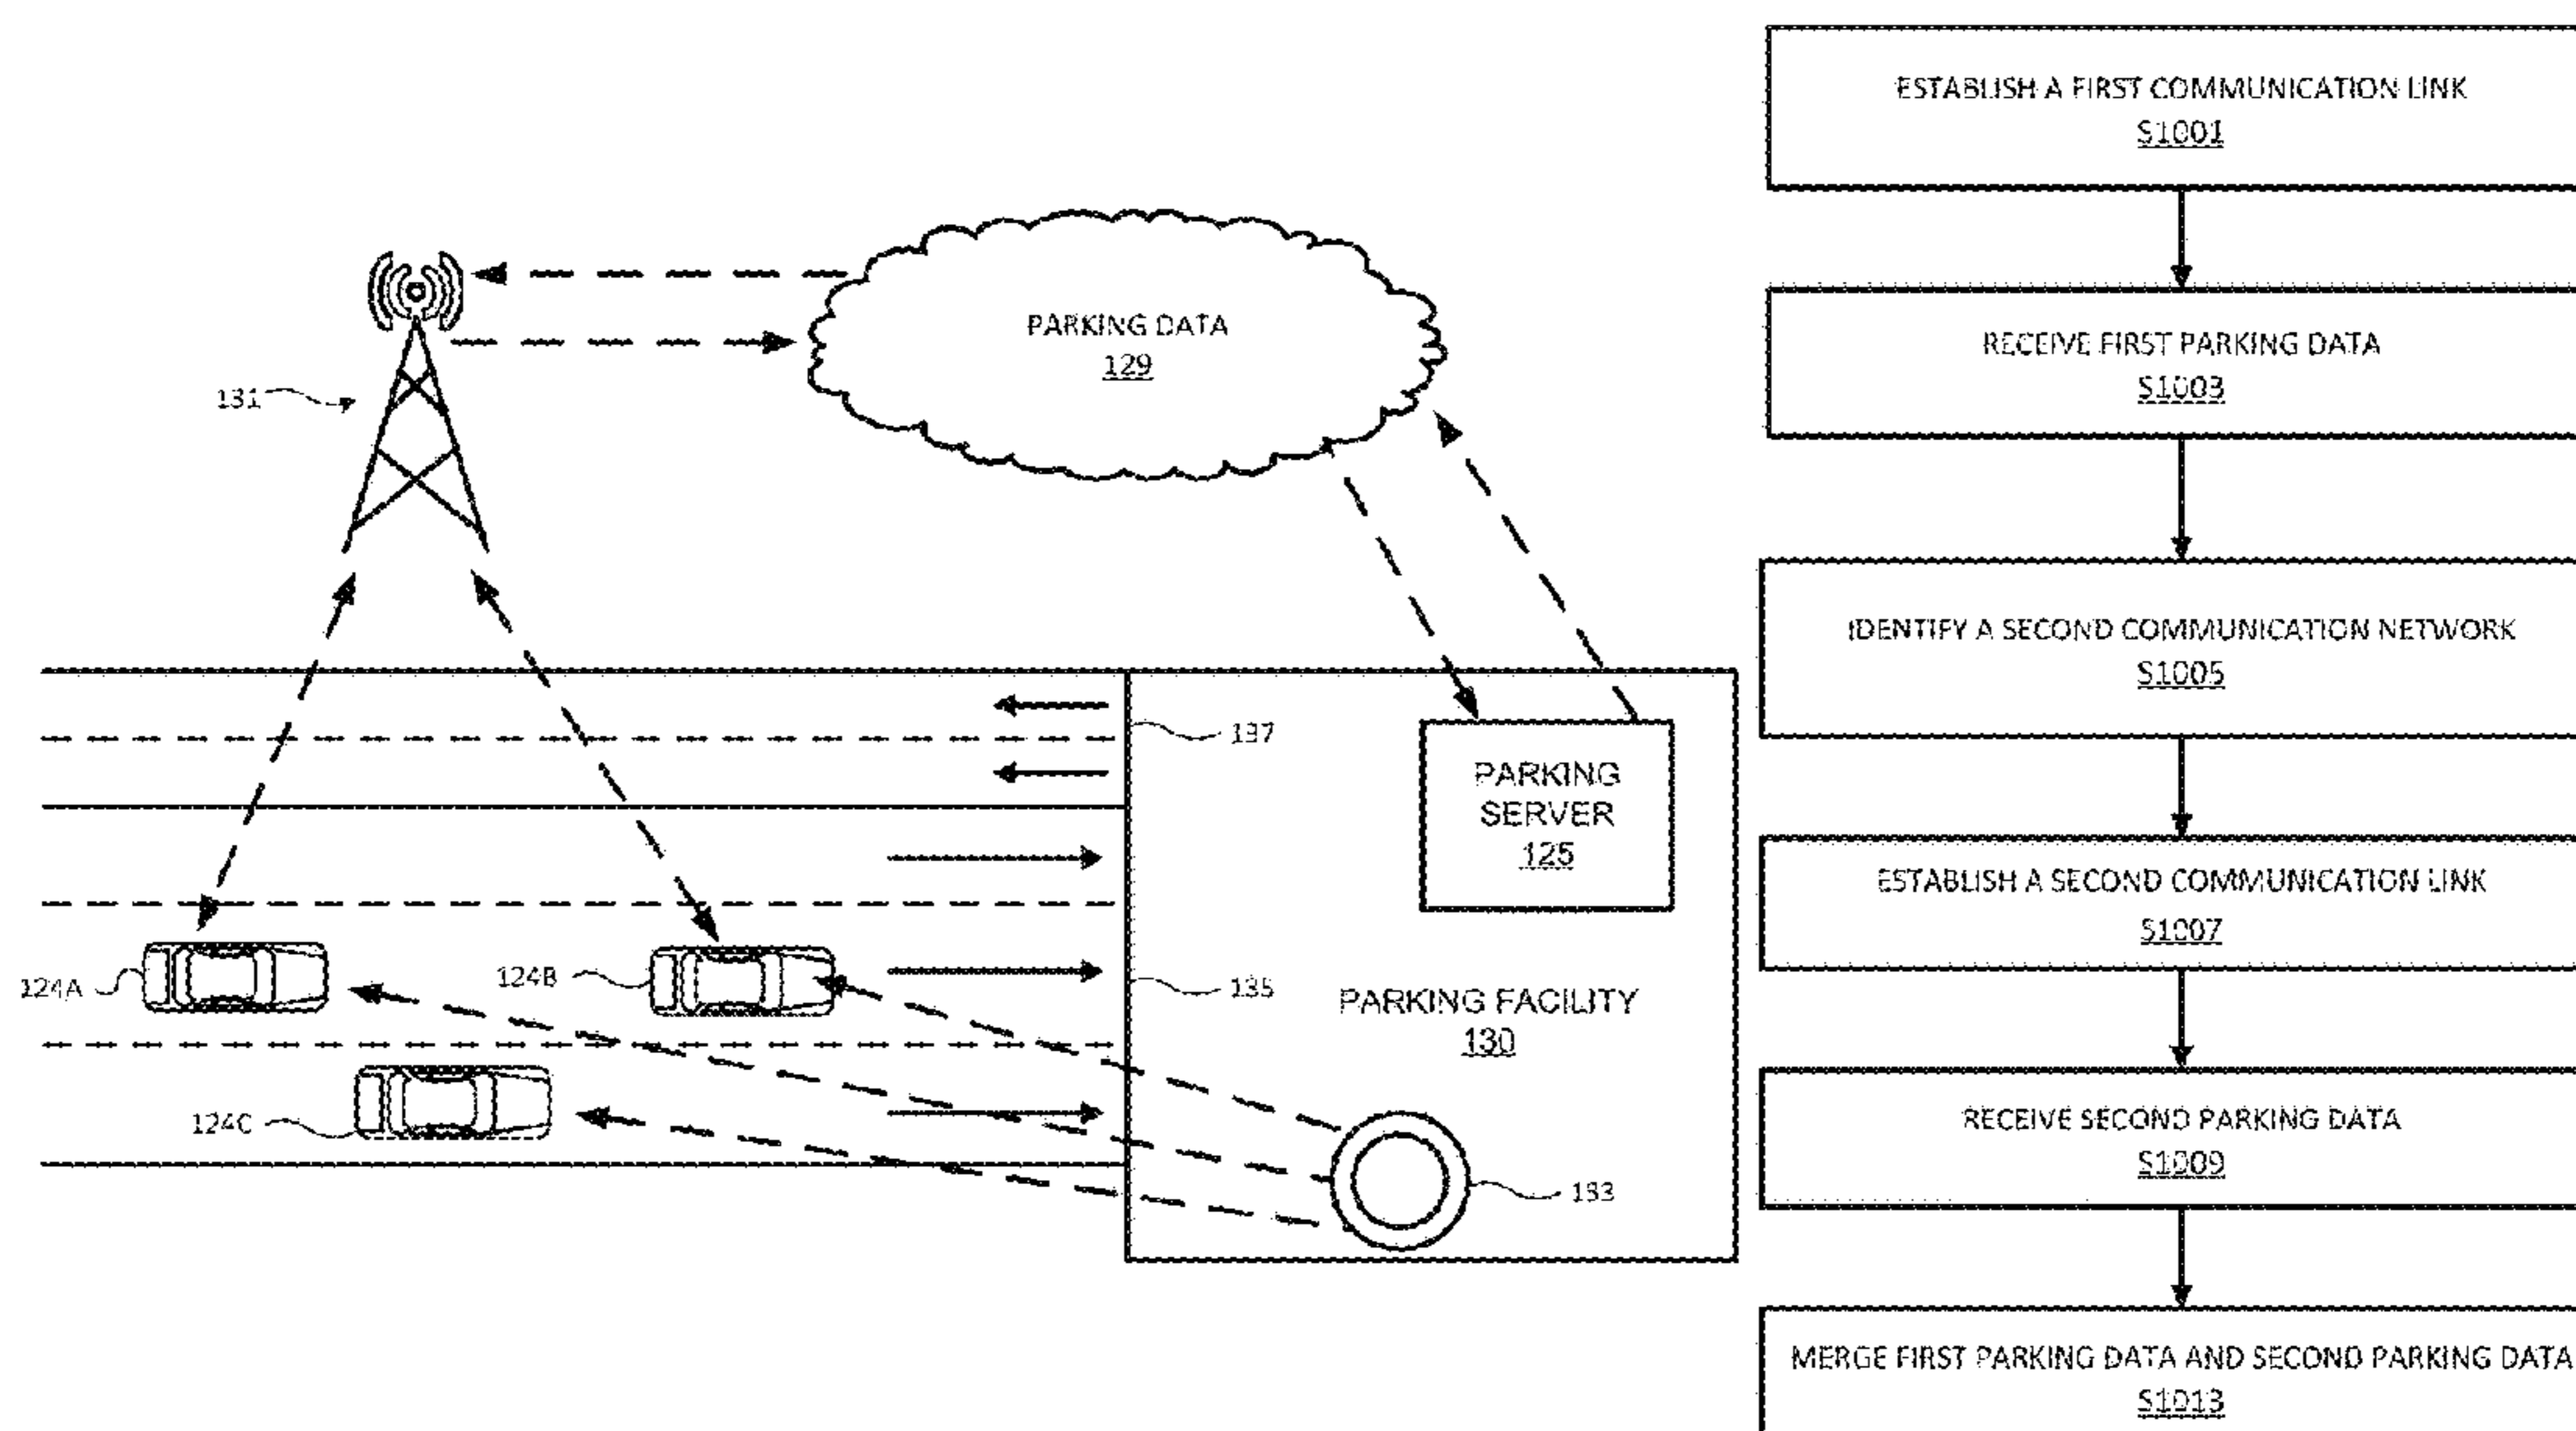 131
PARKING DATA
129
137
PARKING
SERVER
125
124A
124B
135
PARKING FACILITY
130
124C
133
ESTABLISH A FIRST COMMUNICATION LINK
S1001
RECEIVE FIRST PARKING DATA
S1003
IDENTIFY A SECOND COMMUNICATION NETWORK
S1005
ESTABLISH A SECOND COMMUNICATION LINK
S1007
RECEIVE SECOND PARKING DATA
S1009
MERGE FIRST PARKING DATA AND SECOND PARKING DATA
S1013